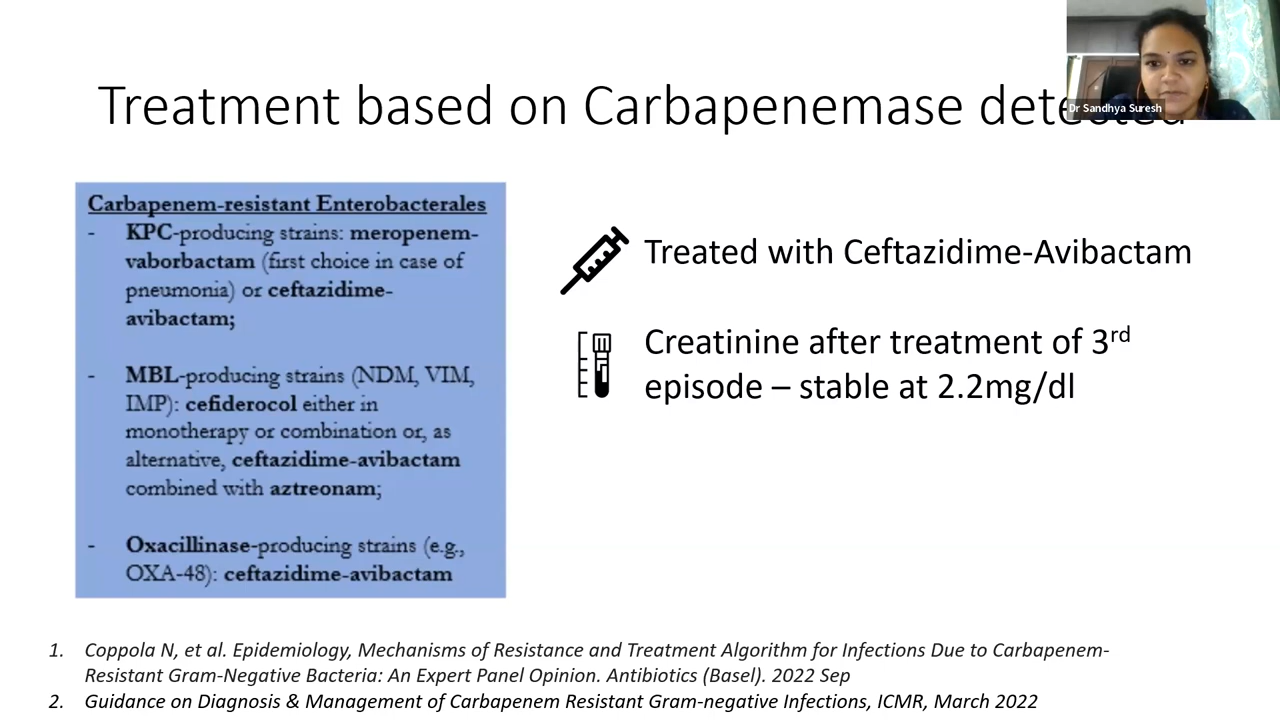 Dr Sandhya Suresh
Treatment based on Carbapenemase detected
Carbapenem-resistant Enterobacterales
- KPC-producing strains: meropenem-
vaborbactam (first choice in case of
pneumonia) or ceftazidime-
avibactam;
- MBL-producing strains (NDM, VIM,
IMP): cefiderocol either in
monotherapy or combination or, as
alternative, ceftazidime-avibactam
combined with aztreonam;
- Oxacillinase-producing strains (e.g.,
OXA-48): ceftazidime-avibactam
Treated with Ceftazidime-Avibactam
Creatinine after treatment of 3rd
episode – stable at 2.2mg/dl
1. Coppola N, et al. Epidemiology, Mechanisms of Resistance and Treatment Algorithm for Infections Due to Carbapenem-
Resistant Gram-Negative Bacteria: An Expert Panel Opinion. Antibiotics (Basel). 2022 Sep
2. Guidance on Diagnosis & Management of Carbapenem Resistant Gram-negative Infections, ICMR, March 2022